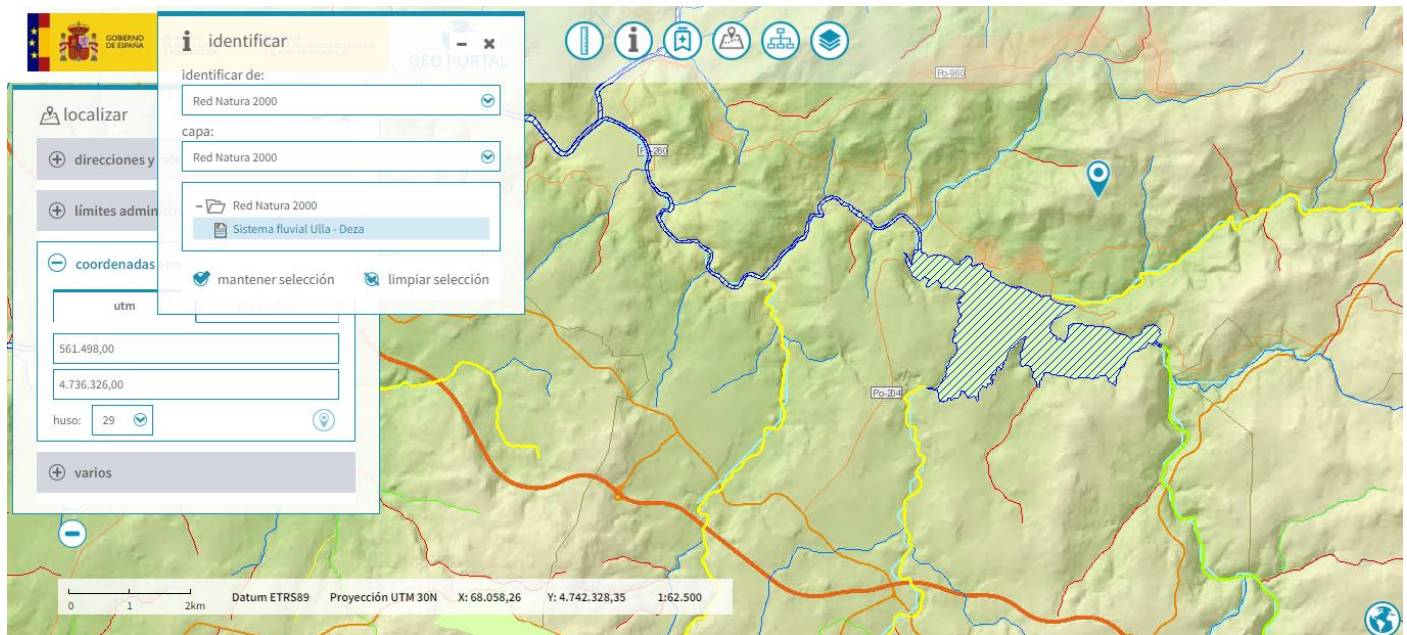 GOBIERNO
DE ESPAÑA
GEO PORTAL
identificar
identificar de:
Red Natura 2000
capa:
Red Natura 2000
Red Natura 2000
Sistema fluvial Ulla - Deza
mantener selección
limpiar selección
localizar
direcciones y
límites admin
coordenadas
utm
561.498,00
4.736.326,00
huso:
29
varios
Po-960
Po-260
Po-204
0 1 2km
Datum ETRS89 Proyección UTM 30N X: 68.058,26 Y: 4.742.328,35 1:62.500